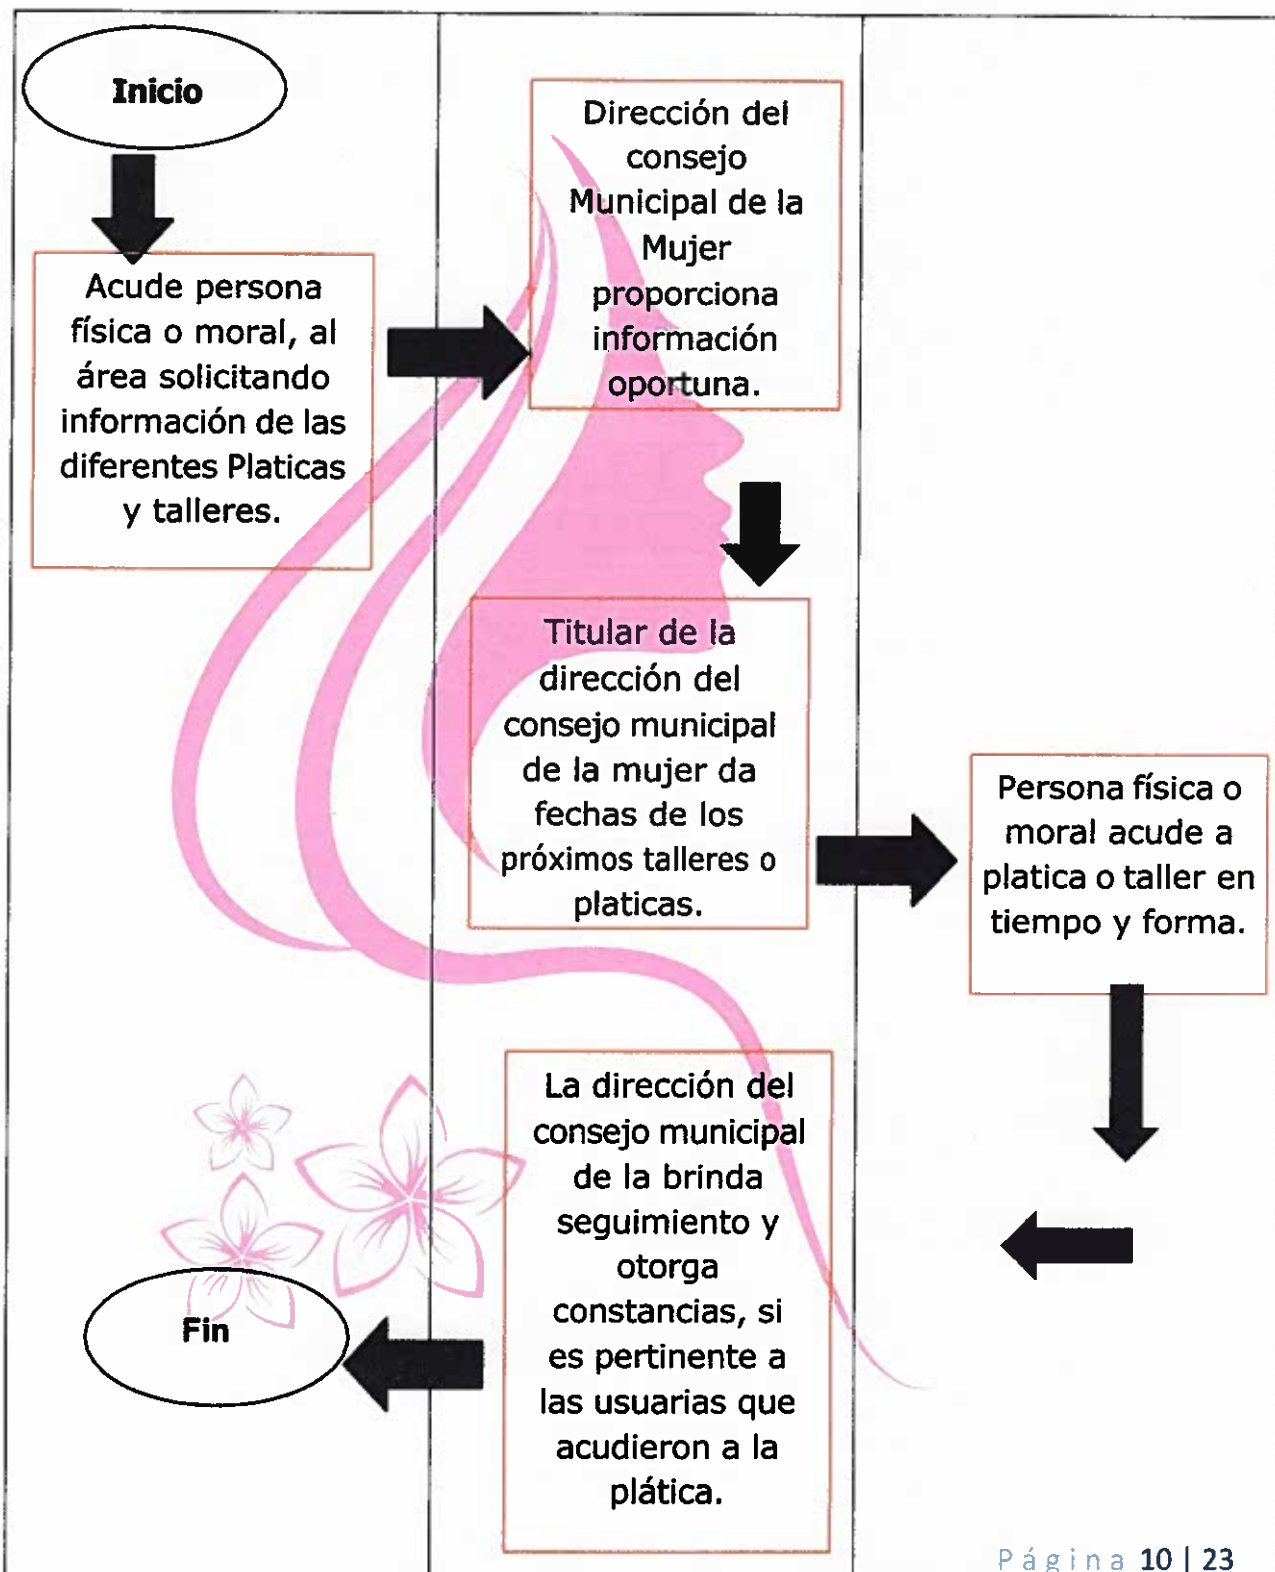 Inicio
Acude persona
física o moral, al
área solicitando
información de las
diferentes Platicas
y talleres.
Dirección del
consejo
Municipal de la
Mujer
proporciona
información
oportuna.
Titular de la
dirección del
consejo municipal
de la mujer da
fechas de los
próximos talleres o
platicas.
Persona física o
moral acude a
platica o taller en
tiempo y forma.
La dirección del
consejo municipal
de la brinda
seguimiento y
otorga
constancias, si
es pertinente a
las usuarias que
acudieron a la
plática.
Fin
Página 10 | 23